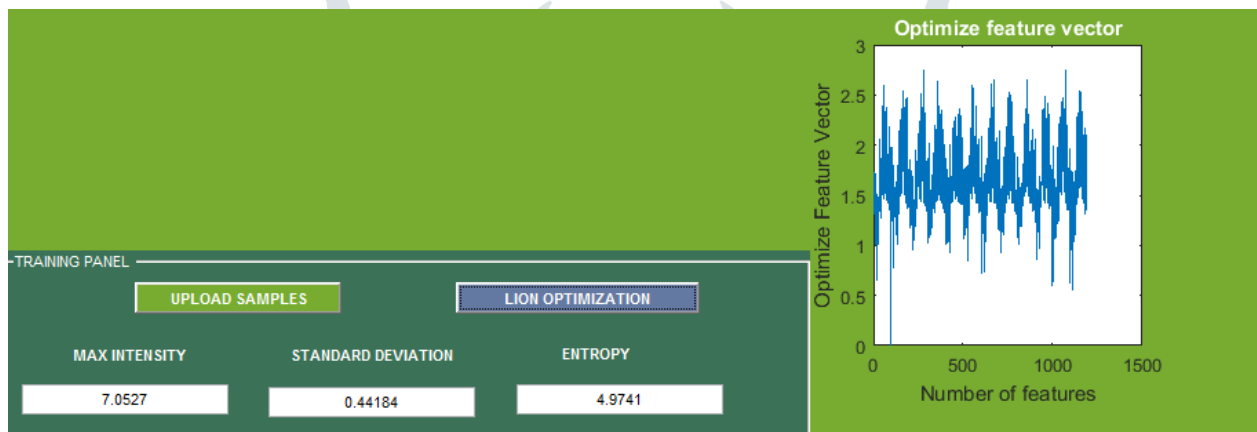 Optimize feature vector
Optimize Feature Vector
3
2.5
2
1.5
1
0.5
0
0 500 1000 1500
Number of features
TRAINING PANEL
UPLOAD SAMPLES LION OPTIMIZATION
MAX INTENSITY STANDARD DEVIATION ENTROPY
7.0527 0.44184 4.9741